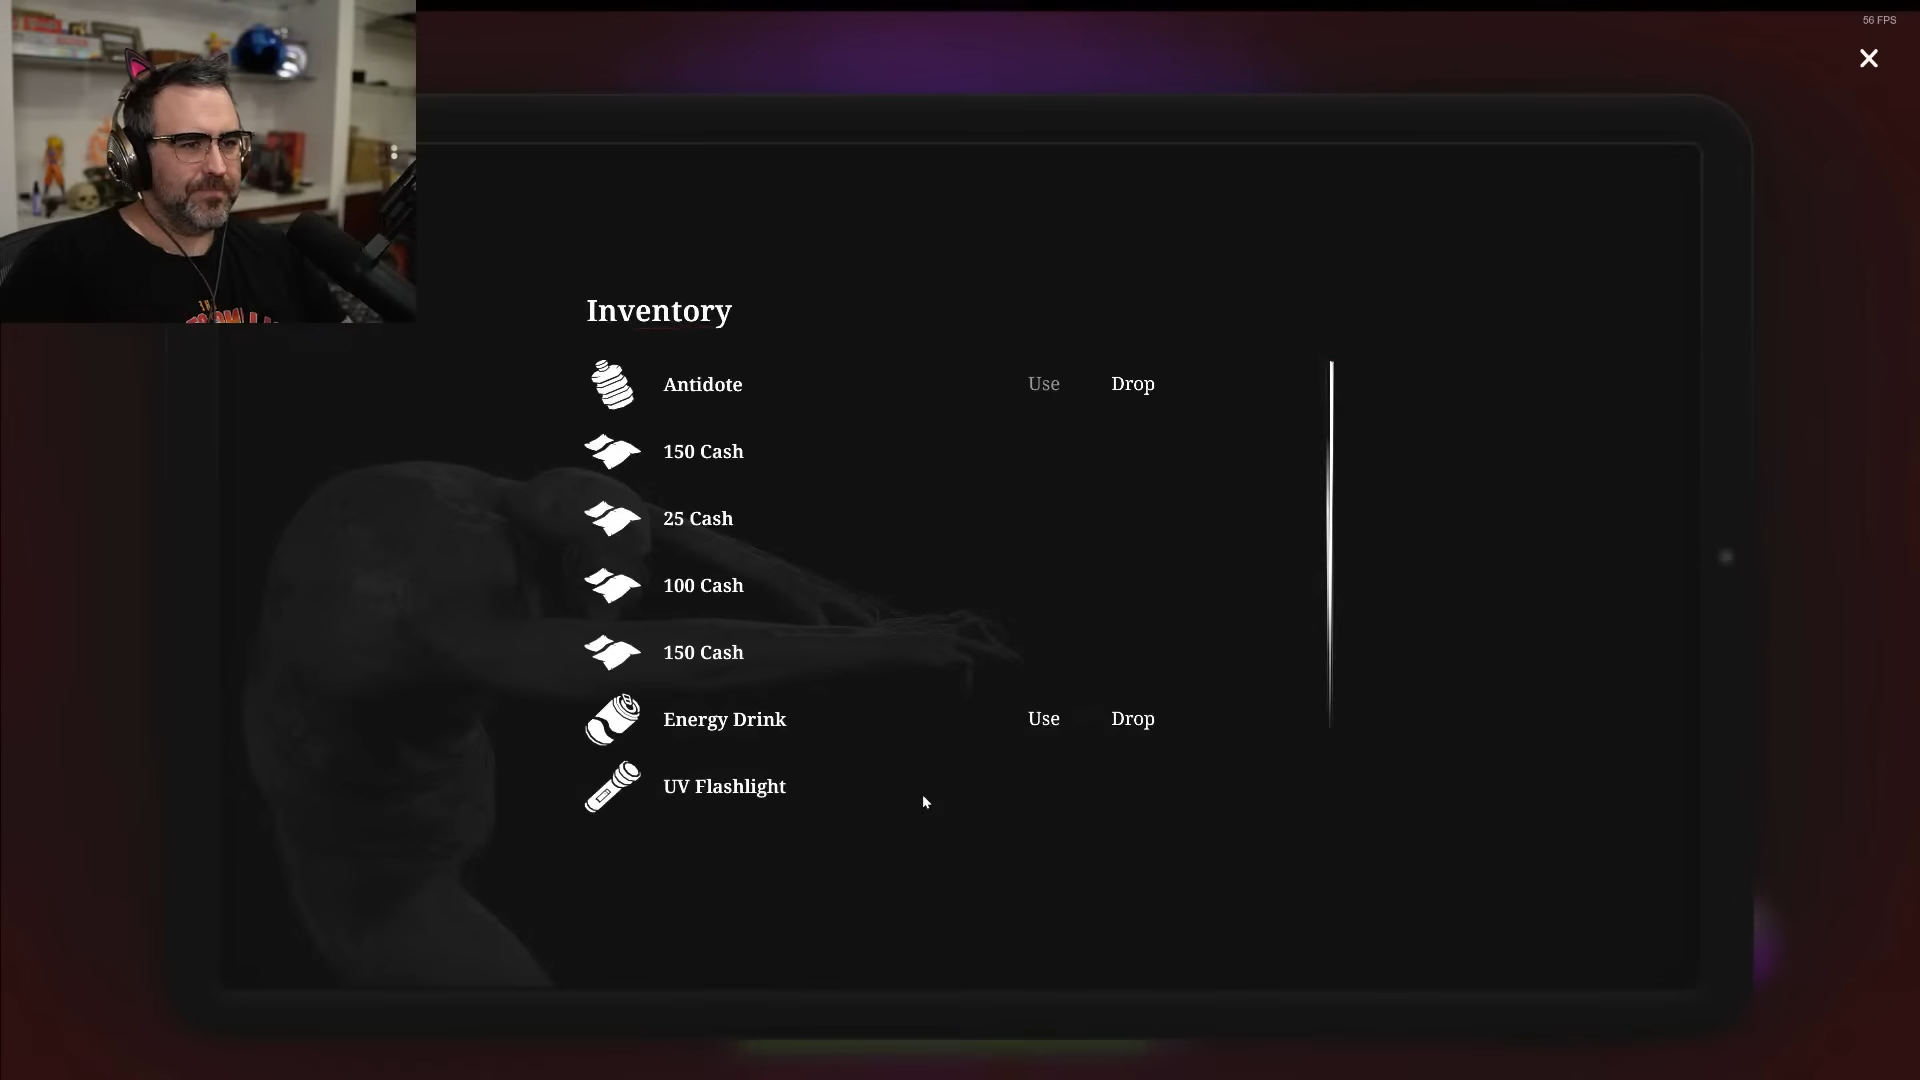 56 FPS
Inventory
Antidote Use Drop
150 Cash
25 Cash
100 Cash
150 Cash
Energy Drink Use Drop
UV Flashlight